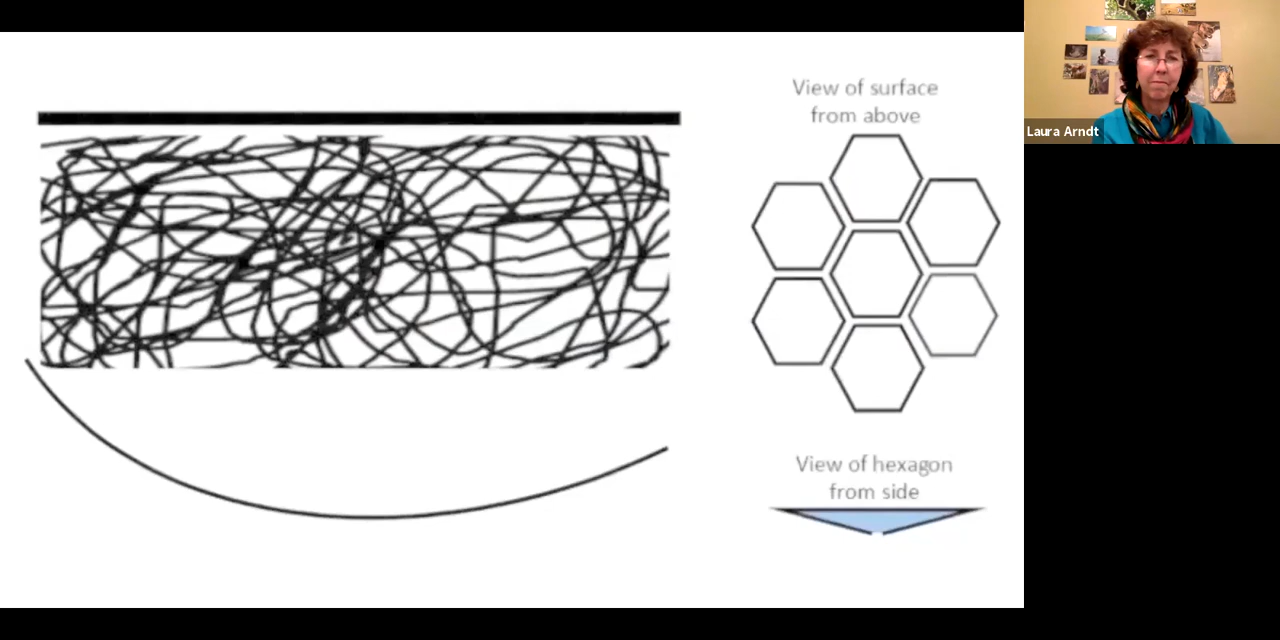 View of surface
from above
Laura Arndt
View of hexagon
from side